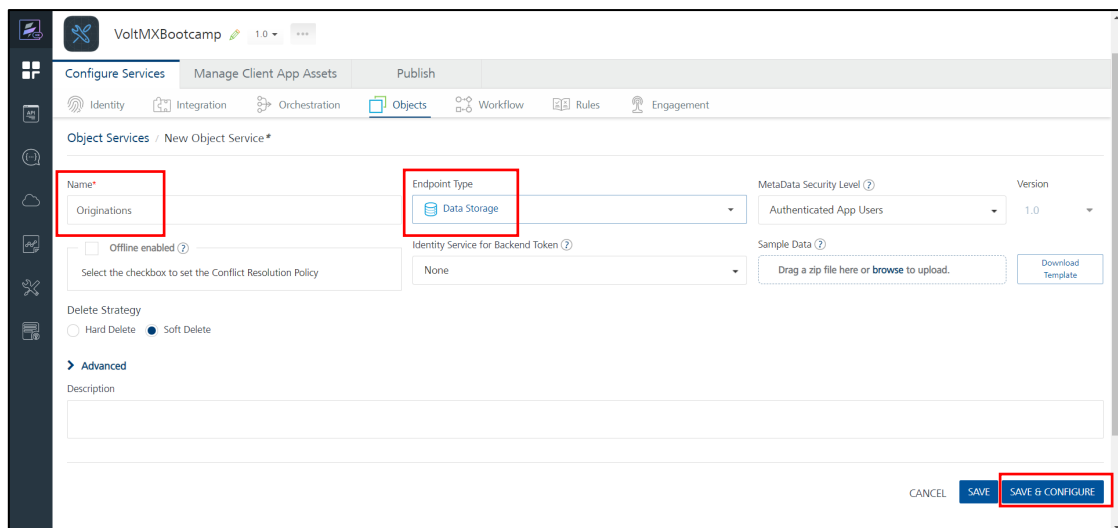 VoltMXBootcamp 1.0
Configure Services Manage Client App Assets Publish
Identity Integration Orchestration Objects Workflow Rules Engagement
Object Services / New Object Service*
Name* Endpoint Type MetaData Security Level ? Version
Originations Data Storage Authenticated App Users 1.0
Offline enabled ? Identity Service for Backend Token ? Sample Data ?
Select the checkbox to set the Conflict Resolution Policy None Drag a zip file here or browse to upload. Download
Template
Delete Strategy
Hard Delete Soft Delete
Advanced
Description
CANCEL SAVE SAVE & CONFIGURE